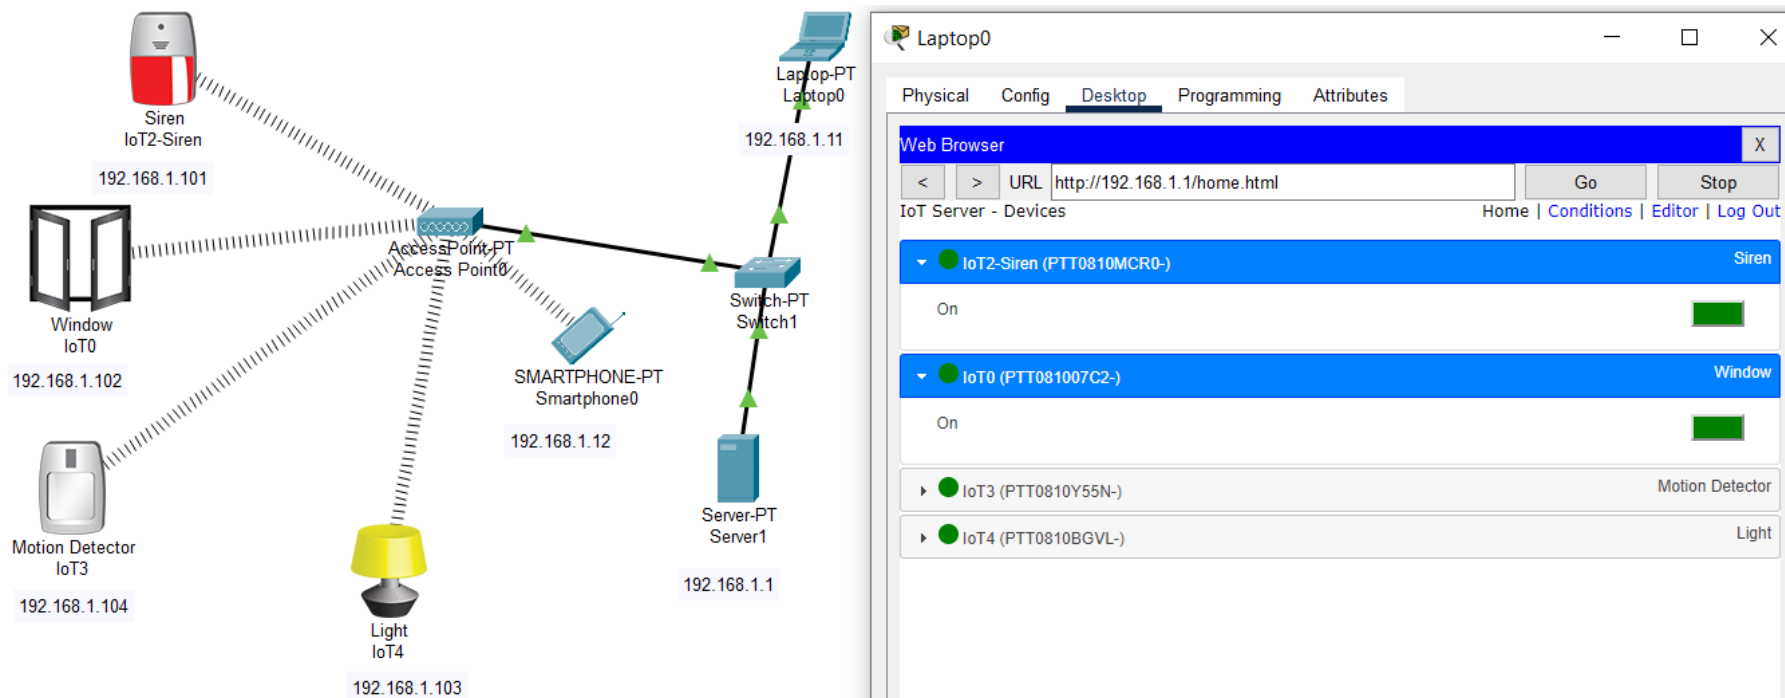 Siren
IoT2-Siren
192.168.1.101
Window
IoT0
192.168.1.102
Motion Detector
IoT3
192.168.1.104
Light
IoT4
192.168.1.103
AccessPoint-PT
Access Point0
SMARTPHONE-PT
Smartphone0
192.168.1.12
Laptop-PT
Laptop0
192.168.1.11
Switch-PT
Switch1
Server-PT
Server1
192.168.1.1
Laptop0
Physical Config Desktop Programming Attributes
Web Browser X
< > URL http://192.168.1.1/home.html Go Stop
IoT Server - Devices Home | Conditions | Editor | Log Out
IoT2-Siren (PTT0810MCR0-) Siren
On
IoT0 (PTT081007C2-) Window
On
IoT3 (PTT0810Y55N-) Motion Detector
IoT4 (PTT0810BGVL-) Light